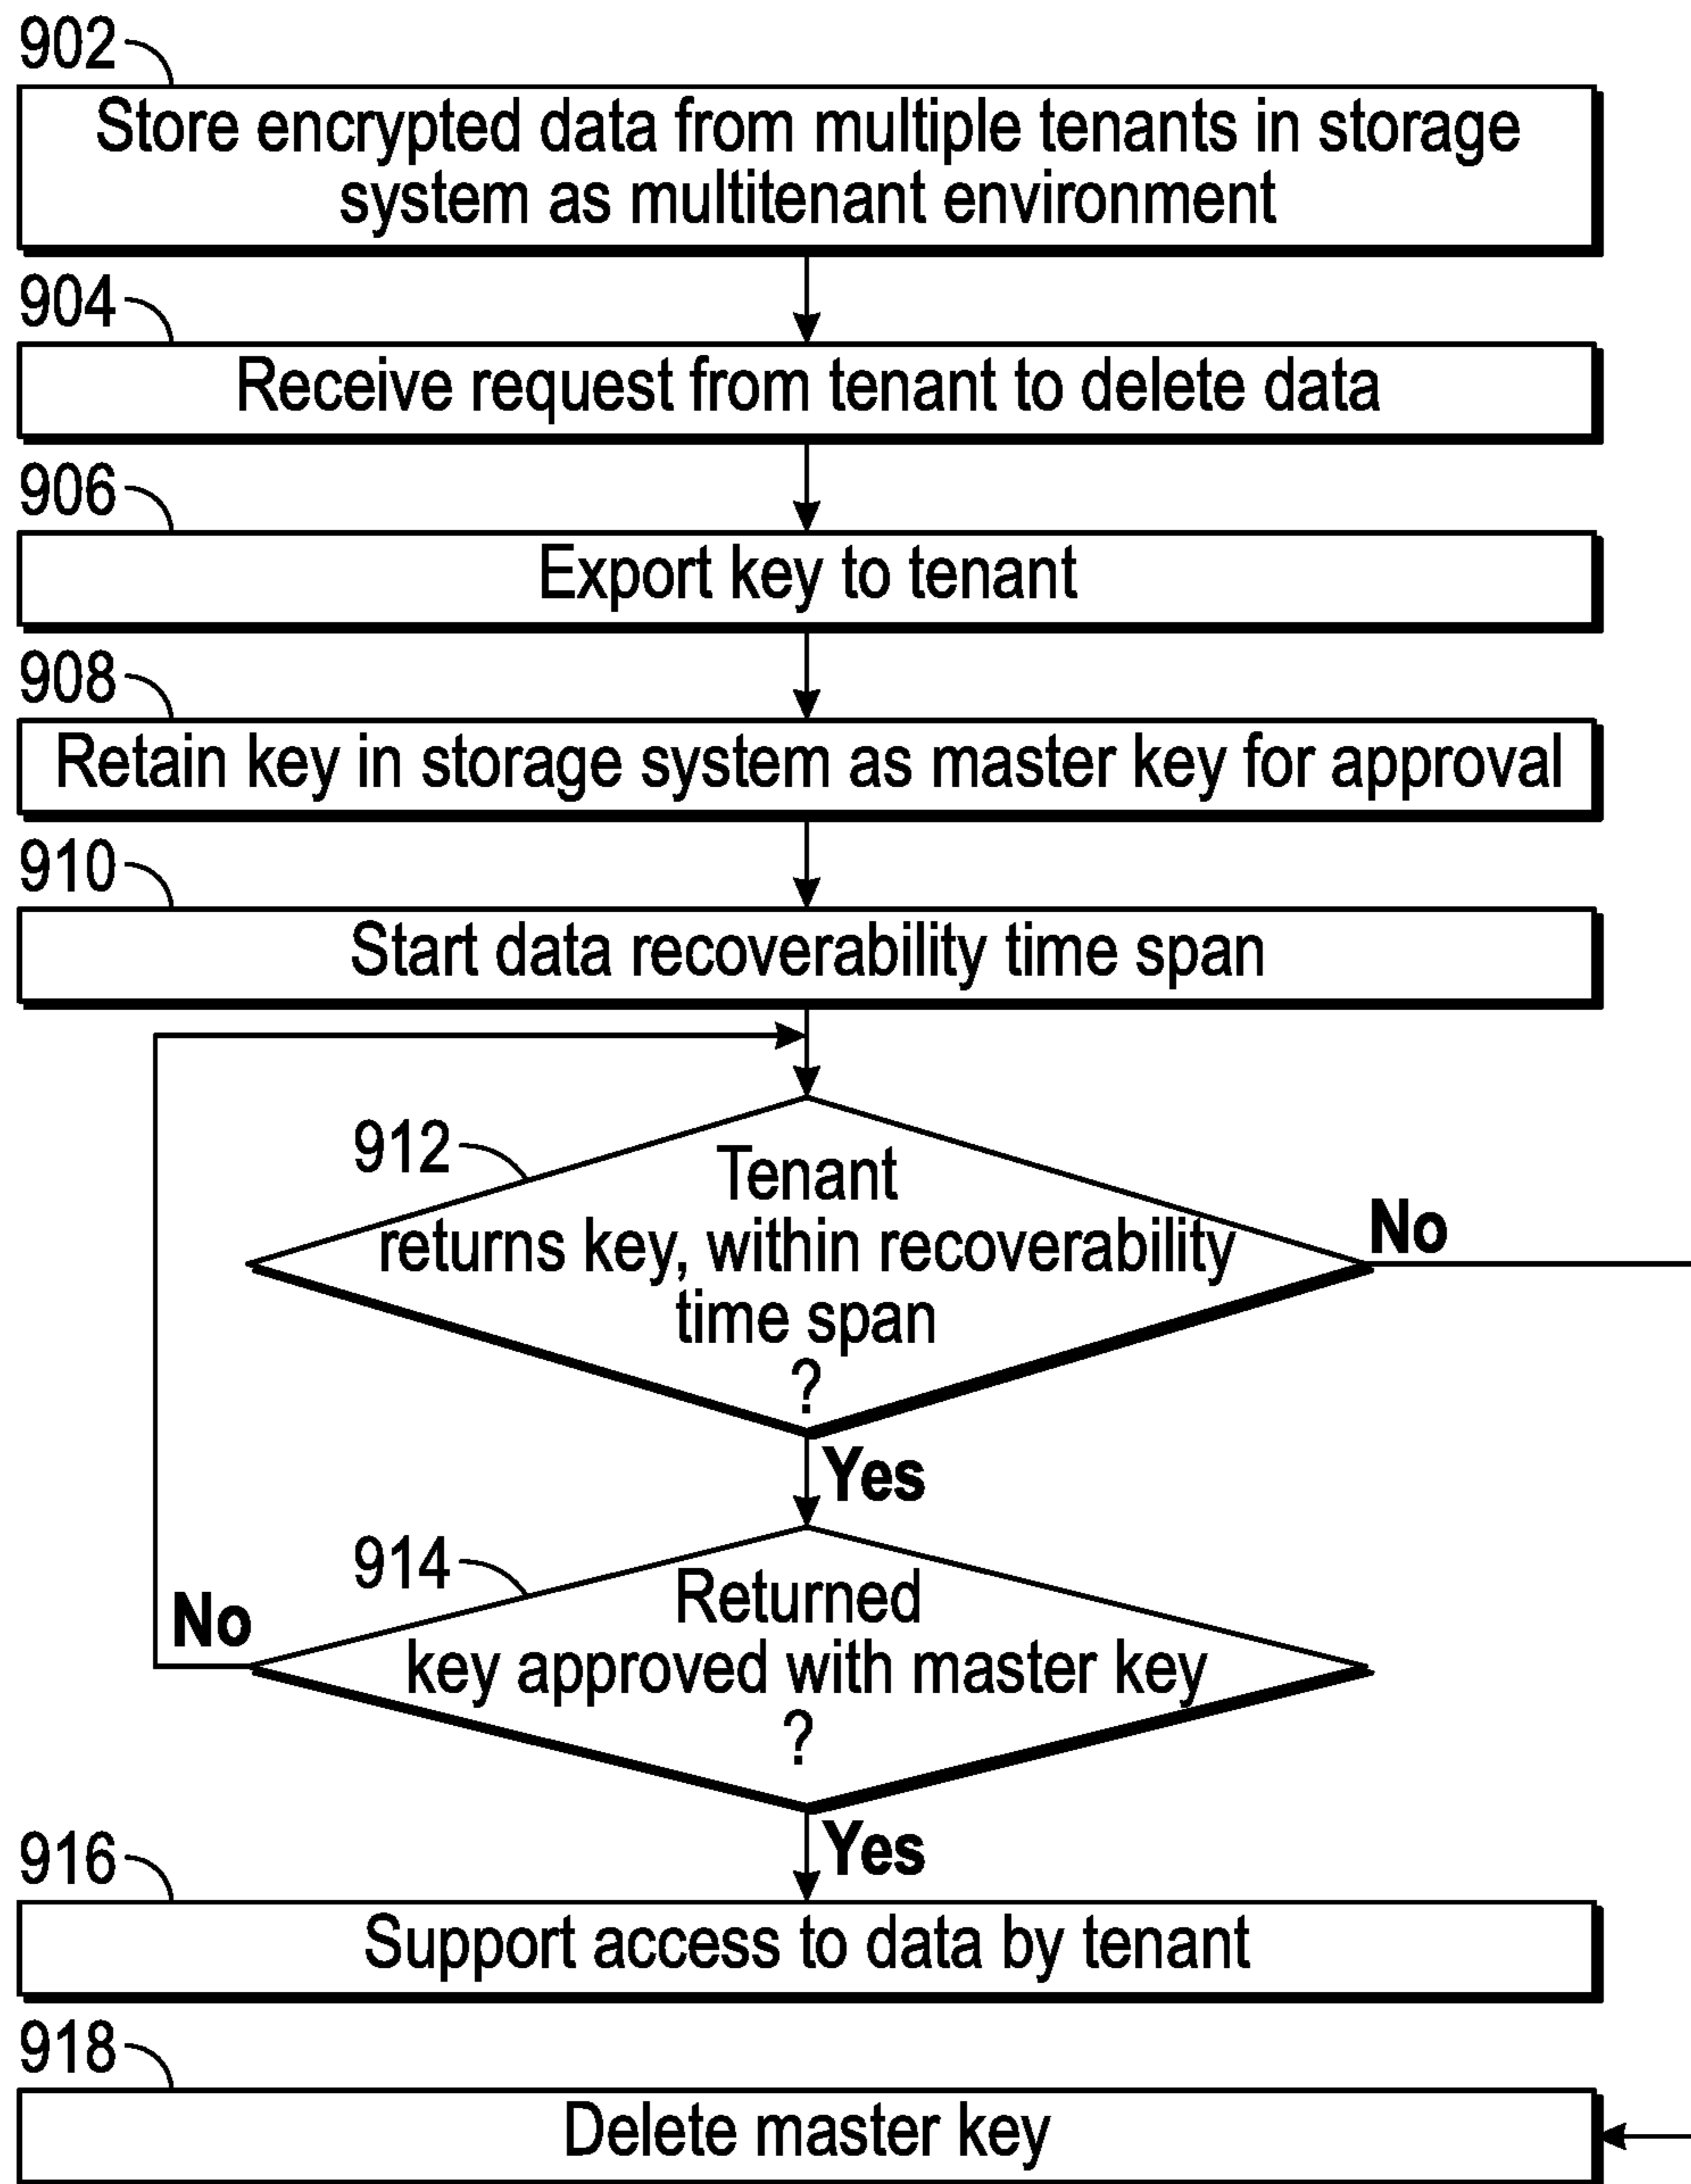 902
Store encrypted data from multiple tenants in storage
system as multitenant environment
904
Receive request from tenant to delete data
906
Export key to tenant
908
Retain key in storage system as master key for approval
910
Start data recoverability time span
912
Tenant
returns key, within recoverability
time span
?
No
Yes
914
Returned
key approved with master key
?
No
Yes
916
Support access to data by tenant
918
Delete master key